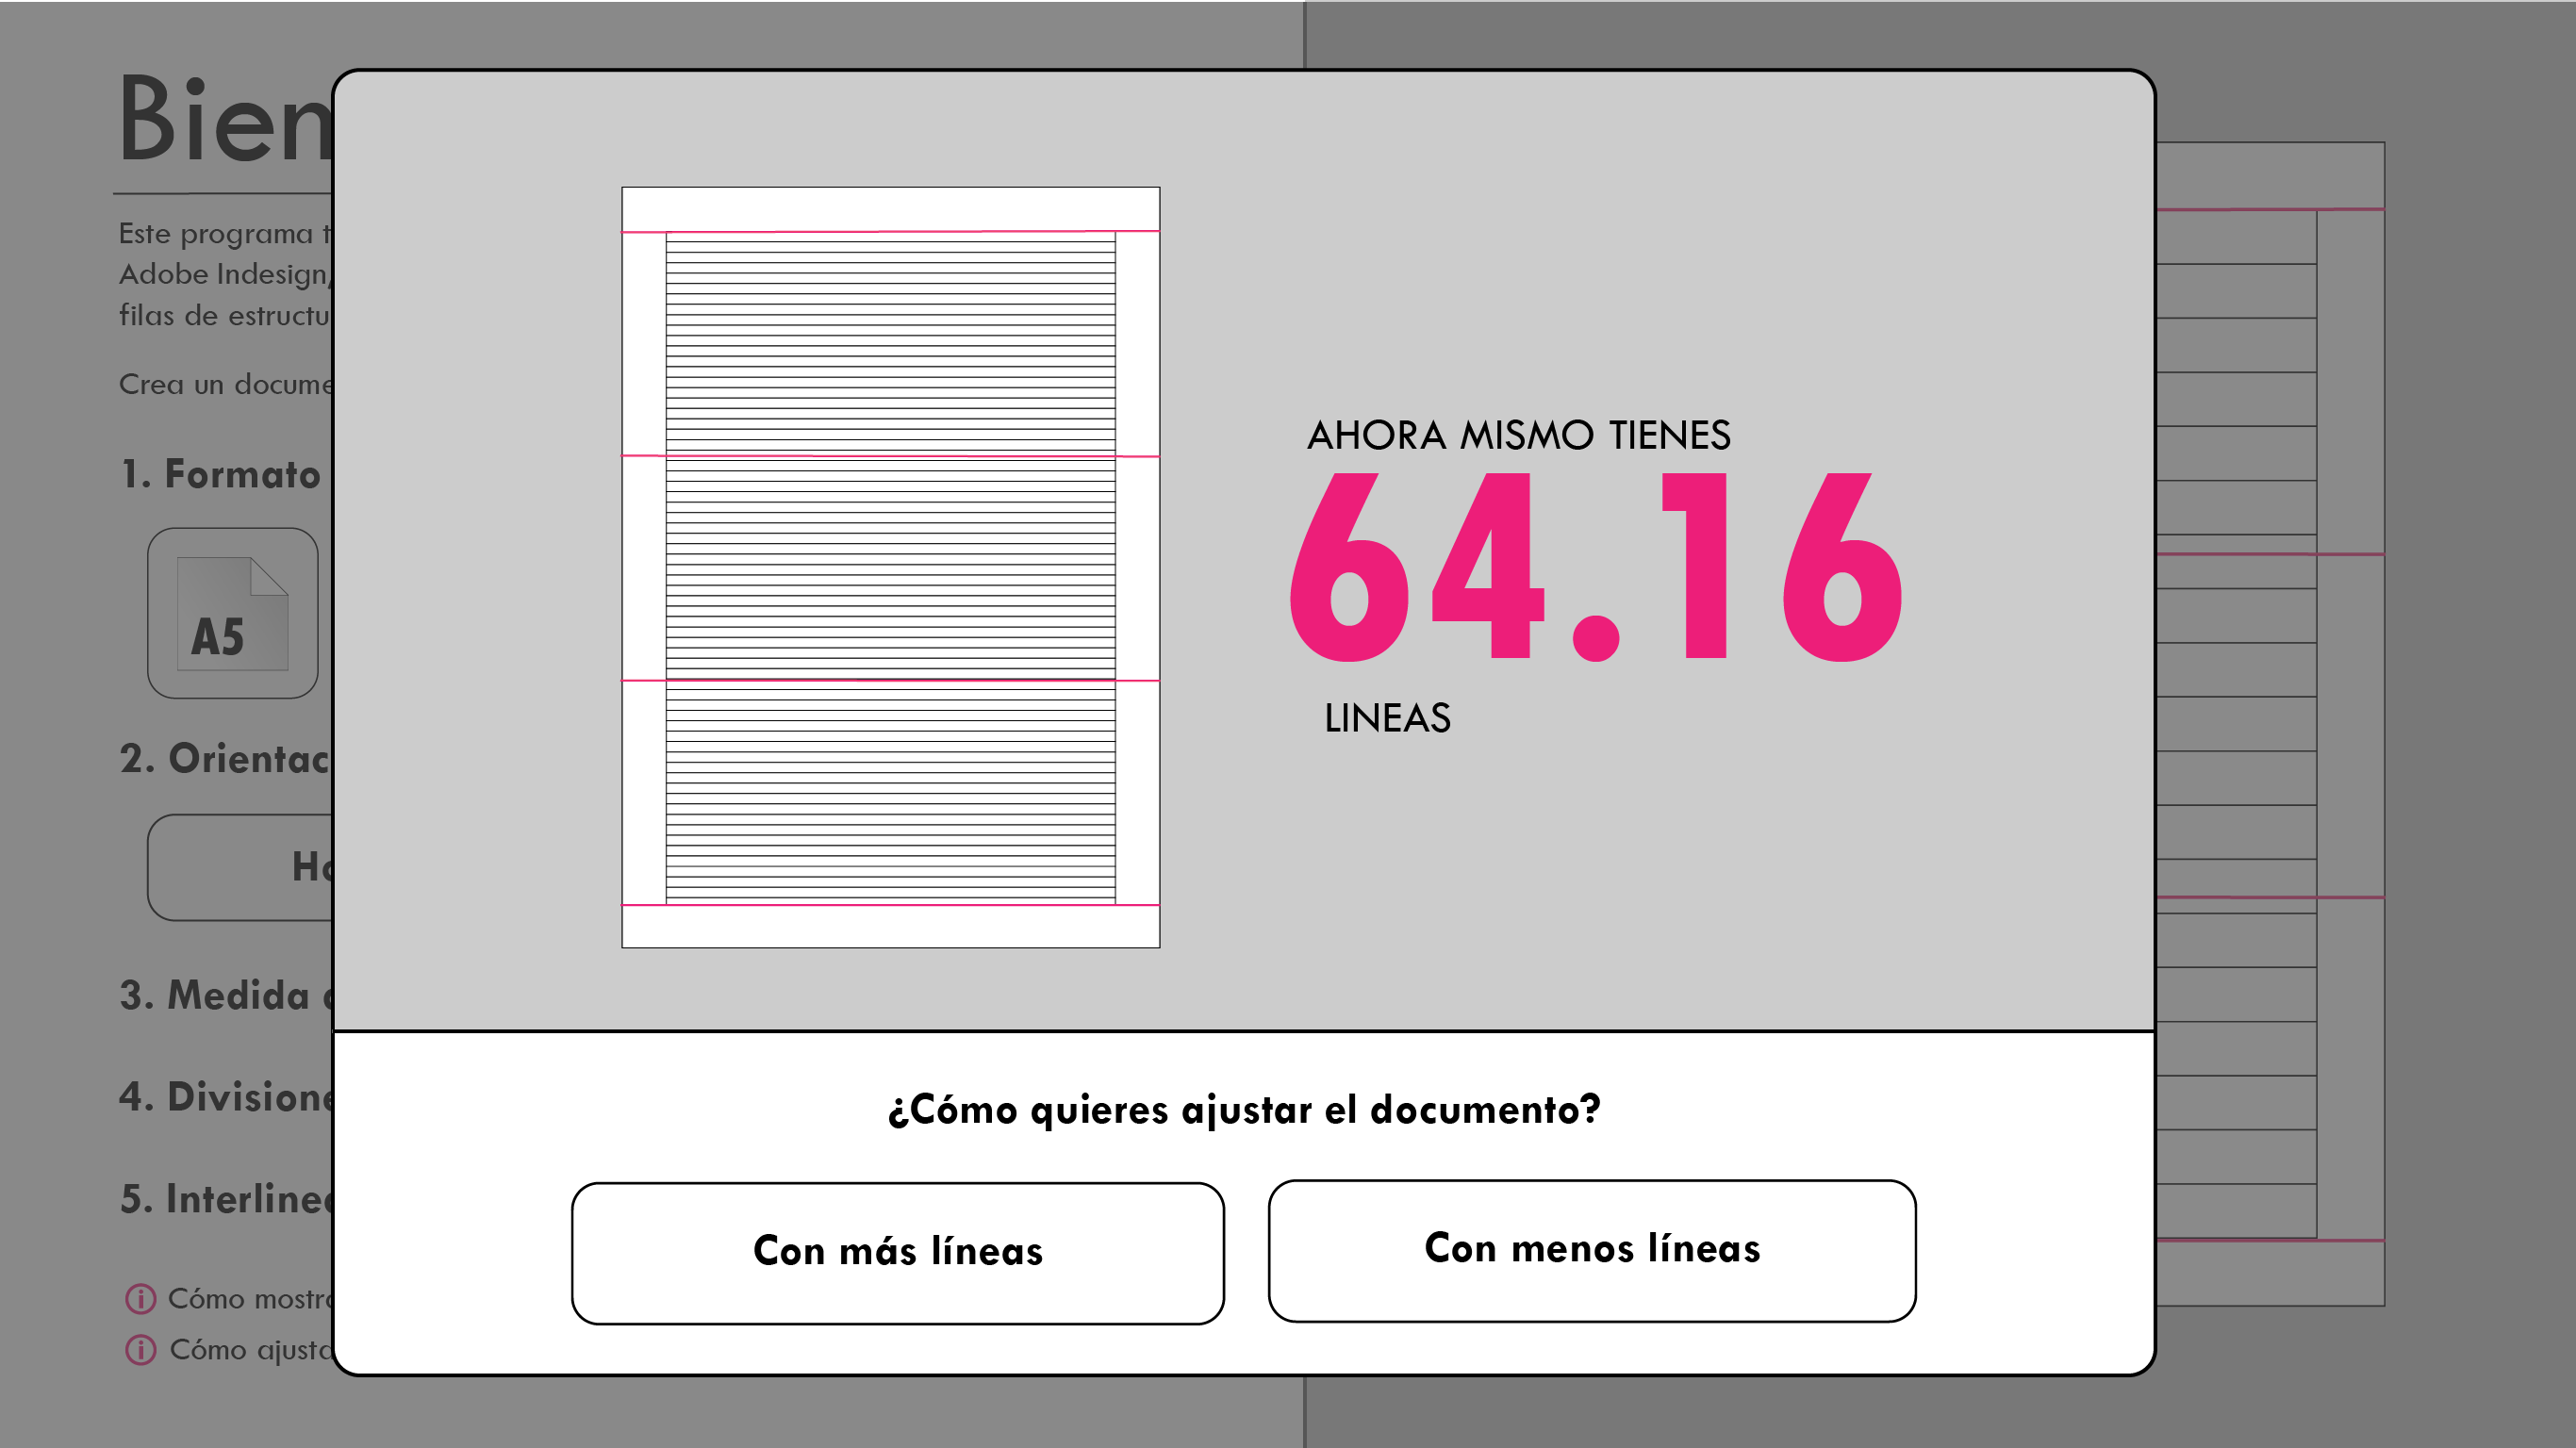 Bien
Este programa t
Adobe Indesign,
filas de estructu
Crea un docume
1. Formato
A5
2. Orientac
Ho
3. Medida
4. Divisione
5. Interlinea
Cómo mostra
Cómo ajusta
AHORA MISMO TIENES
64.16
LINEAS
¿Cómo quieres ajustar el documento?
Con más líneas
Con menos líneas